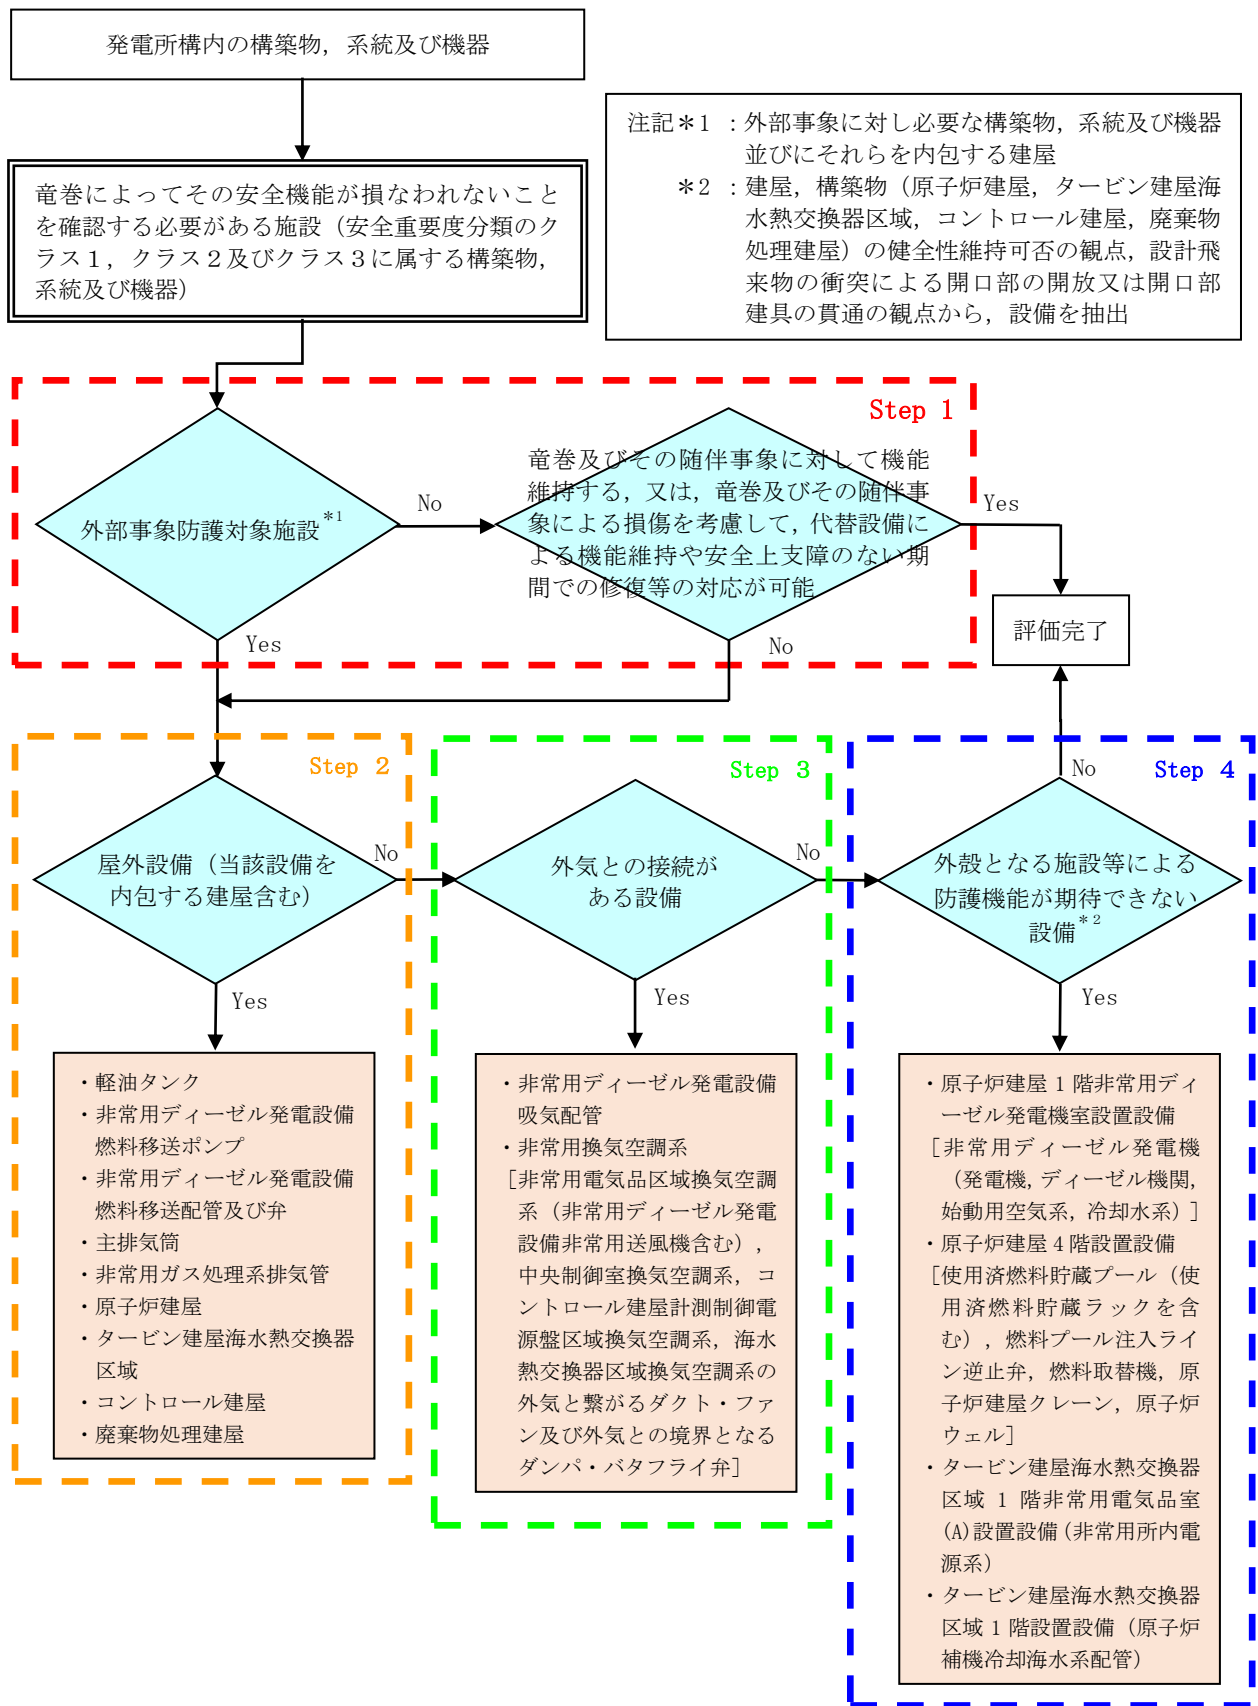 発電所構内の構築物，系統及び機器
注記＊1 ：外部事象に対し必要な構築物，系統及び機器
並びにそれらを内包する建屋
＊2 ：建屋，構築物（原子炉建屋，タービン建屋海
水熱交換器区域，コントロール建屋，廃棄物
処理建屋）の健全性維持可否の観点，設計飛
来物の衝突による開口部の開放又は開口部
建具の貫通の観点から，設備を抽出
竜巻によってその安全機能が損なわれないこと
を確認する必要がある施設（安全重要度分類のク
ラス１，クラス２及びクラス３に属する構築物，
系統及び機器）
Step 1
外部事象防護対象施設＊1
No
竜巻及びその随伴事象に対して機能
維持する，又は，竜巻及びその随伴事
象による損傷を考慮して，代替設備に
よる機能維持や安全上支障のない期
間での修復等の対応が可能
Yes
評価完了
Yes
No
Step 2
屋外設備（当該設備を
内包する建屋含む）
No
Yes
・軽油タンク
・非常用ディーゼル発電設備
燃料移送ポンプ
・非常用ディーゼル発電設備
燃料移送配管及び弁
・主排気筒
・非常用ガス処理系排気管
・原子炉建屋
・タービン建屋海水熱交換器
区域
・コントロール建屋
・廃棄物処理建屋
Step 3
外気との接続が
ある設備
No
Yes
・非常用ディーゼル発電設備
吸気配管
・非常用換気空調系
［非常用電気品区域換気空調
系（非常用ディーゼル発電
設備非常用送風機含む），
中央制御室換気空調系，コ
ントロール建屋計測制御電
源盤区域換気空調系，海水
熱交換器区域換気空調系の
外気と繋がるダクト・ファ
ン及び外気との境界となる
ダンパ・バタフライ弁］
Step 4
No
外殻となる施設等による
防護機能が期待できない
設備＊2
Yes
・原子炉建屋 1 階非常用ディ
ーゼル発電機室設置設備
［非常用ディーゼル発電機
（発電機，ディーゼル機関，
始動用空気系，冷却水系）］
・原子炉建屋 4 階設置設備
［使用済燃料貯蔵プール（使
用済燃料貯蔵ラックを含
む），燃料プール注入ライ
ン逆止弁，燃料取替機，原
子炉建屋クレーン，原子炉
ウェル］
・タービン建屋海水熱交換器
区域 1 階非常用電気品室
(A)設置設備（非常用所内電
源系）
・タービン建屋海水熱交換器
区域 1 階設置設備（原子炉
補機冷却海水系配管）